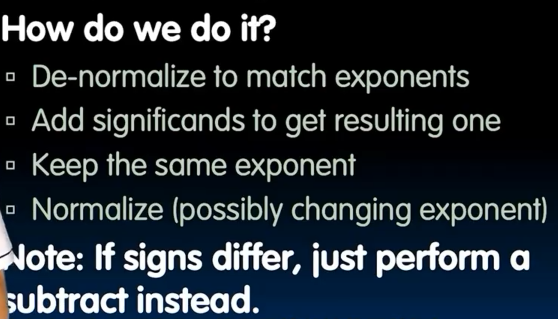 How do we do it?
▫ De-normalize to match exponents
▫ Add significands to get resulting one
▫ Keep the same exponent
▫ Normalize (possibly changing exponent)
Note: If signs differ, just perform a
subtract instead.